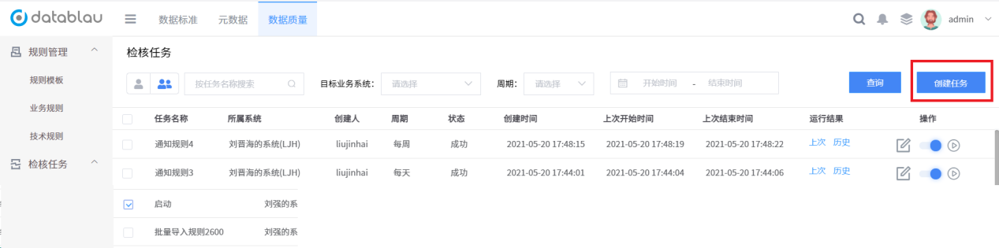 datablau 数据标准 元数据 数据质量 admin
规则管理
规则模板
业务规则
技术规则
检核任务
检核任务
按任务名称搜索 目标业务系统： 请选择 周期： 请选择 开始时间 - 结束时间 查询 创建任务
任务名称 所属系统 创建人 周期 状态 创建时间 上次开始时间 上次结束时间 运行结果 操作
通知规则4 刘晋海的系统(LJH) liujinhai 每周 成功 2021-05-20 17:48:15 2021-05-20 17:48:19 2021-05-20 17:48:22 上次 历史
通知规则3 刘晋海的系统(LJH) liujinhai 每天 成功 2021-05-20 17:44:01 2021-05-20 17:44:04 2021-05-20 17:44:06 上次 历史
启动 刘强的系
批量导入规则2600 刘强的系